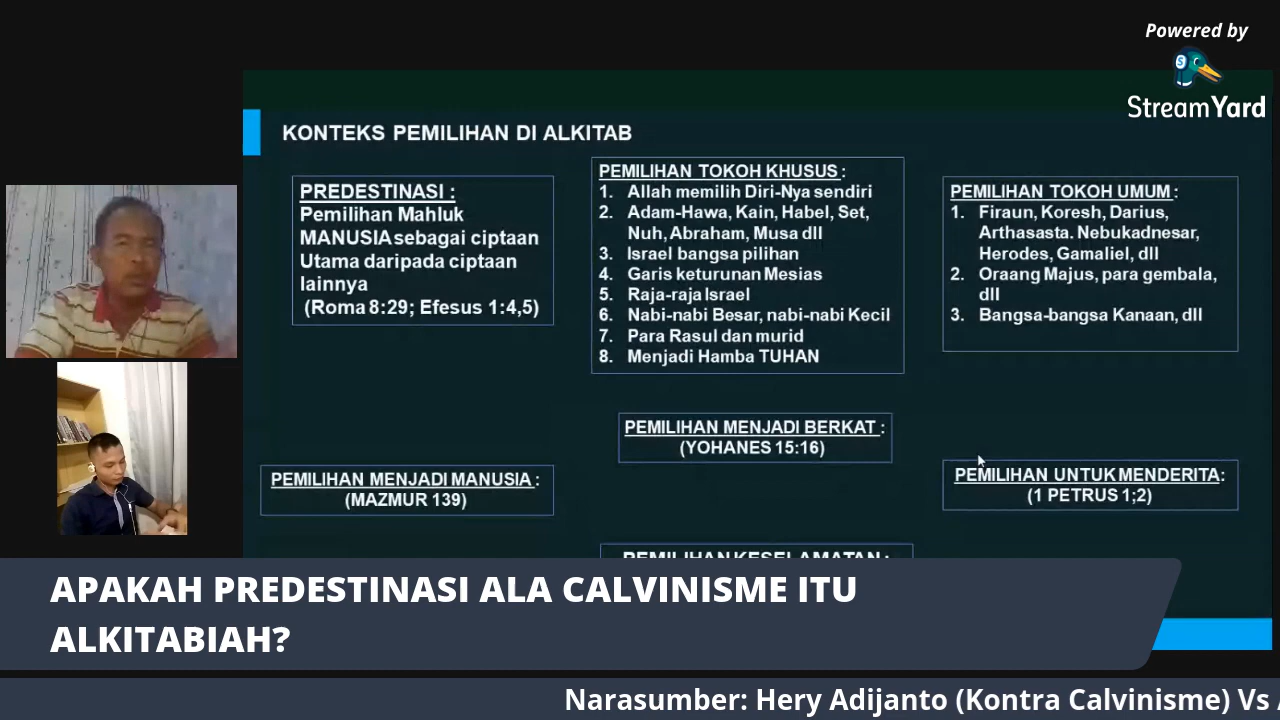 Powered by
StreamYard
KONTEKS PEMILIHAN DI ALKITAB
PREDESTINASI :
Pemilihan Mahluk
MANUSIA sebagai ciptaan
Utama daripada ciptaan
lainnya
(Roma 8:29; Efesus 1:4,5)
PEMILIHAN TOKOH KHUSUS :
1. Allah memilih Diri-Nya sendiri
2. Adam-Hawa, Kain, Habel, Set,
Nuh, Abraham, Musa dll
3. Israel bangsa pilihan
4. Garis keturunan Mesias
5. Raja-raja Israel
6. Nabi-nabi Besar, nabi-nabi Kecil
7. Para Rasul dan murid
8. Menjadi Hamba TUHAN
PEMILIHAN TOKOH UMUM :
1. Firaun, Koresh, Darius,
Arthasasta. Nebukadnesar,
Herodes, Gamaliel, dll
2. Oraang Majus, para gembala,
dll
3. Bangsa-bangsa Kanaan, dll
PEMILIHAN MENJADI BERKAT :
(YOHANES 15:16)
PEMILIHAN MENJADI MANUSIA :
(MAZMUR 139)
PEMILIHAN UNTUK MENDERITA:
(1 PETRUS 1;2)
PEMILIHAN KESELAMATAN :
APAKAH PREDESTINASI ALA CALVINISME ITU
ALKITABIAH?
Narasumber: Hery Adijanto (Kontra Calvinisme) Vs